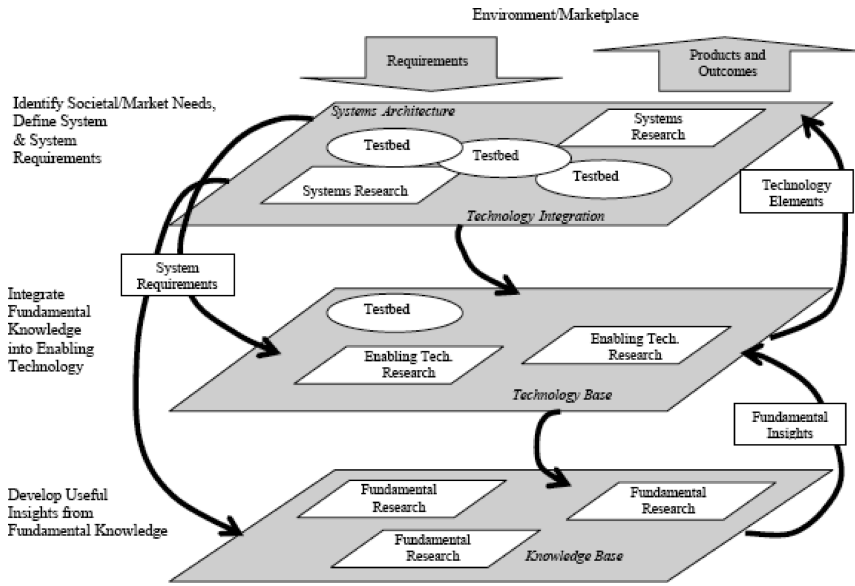 Environment/Marketplace
Requirements
Products and
Outcomes
Identify Societal/Market Needs,
Define System
& System
Requirements
Systems Architecture
Systems
Research
Testbed
Testbed
Testbed
Systems Research
Technology Integration
Technology
Elements
System
Requirements
Integrate
Fundamental
Knowledge
into Enabling
Technology
Testbed
Enabling Tech.
Research
Enabling Tech.
Research
Technology Base
Fundamental
Insights
Develop Useful
Insights from
Fundamental Knowledge
Fundamental
Research
Fundamental
Research
Fundamental
Research
Knowledge Base